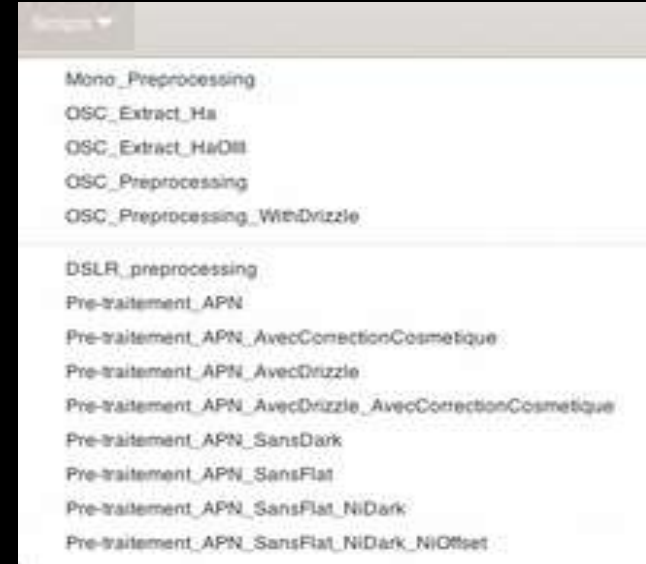 Scripts
Mono_Preprocessing
OSC_Extract_Ha
OSC_Extract_HaOIII
OSC_Preprocessing
OSC_Preprocessing_WithDrizzle
DSLR_preprocessing
Pre-traitement_APN
Pre-traitement_APN_AvecCorrectionCosmetique
Pre-traitement_APN_AvecDrizzle
Pre-traitement_APN_AvecDrizzle_AvecCorrectionCosmetique
Pre-traitement_APN_SansDark
Pre-traitement_APN_SansFlat
Pre-traitement_APN_SansFlat_NiDark
Pre-traitement_APN_SansFlat_NiDark_NiOffset